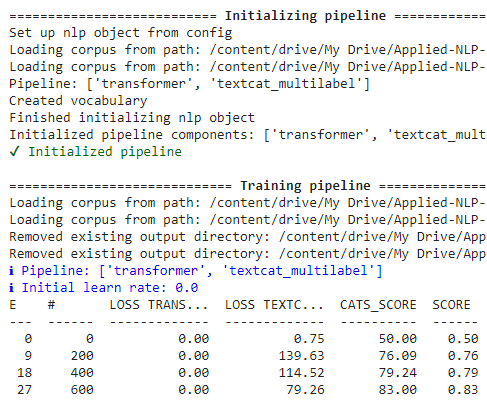 =========================== Initializing pipeline ============
Set up nlp object from config
Loading corpus from path: /content/drive/My Drive/Applied-NLP-
Loading corpus from path: /content/drive/My Drive/Applied-NLP-
Pipeline: ['transformer', 'textcat_multilabel']
Created vocabulary
Finished initializing nlp object
Initialized pipeline components: ['transformer', 'textcat_mult
✔ Initialized pipeline
============================= Training pipeline ==============
Loading corpus from path: /content/drive/My Drive/Applied-NLP-
Loading corpus from path: /content/drive/My Drive/Applied-NLP-
Removed existing output directory: /content/drive/My Drive/App
Removed existing output directory: /content/drive/My Drive/App
ℹ Pipeline: ['transformer', 'textcat_multilabel']
ℹ Initial learn rate: 0.0
E    #       LOSS TRANS...  LOSS TEXTC...  CATS_SCORE  SCORE
---  ------  -------------  -------------  ----------  ------
  0       0           0.00           0.75       50.00    0.50
  9     200           0.00         139.63       76.09    0.76
 18     400           0.00         114.52       79.24    0.79
 27     600           0.00          79.26       83.00    0.83